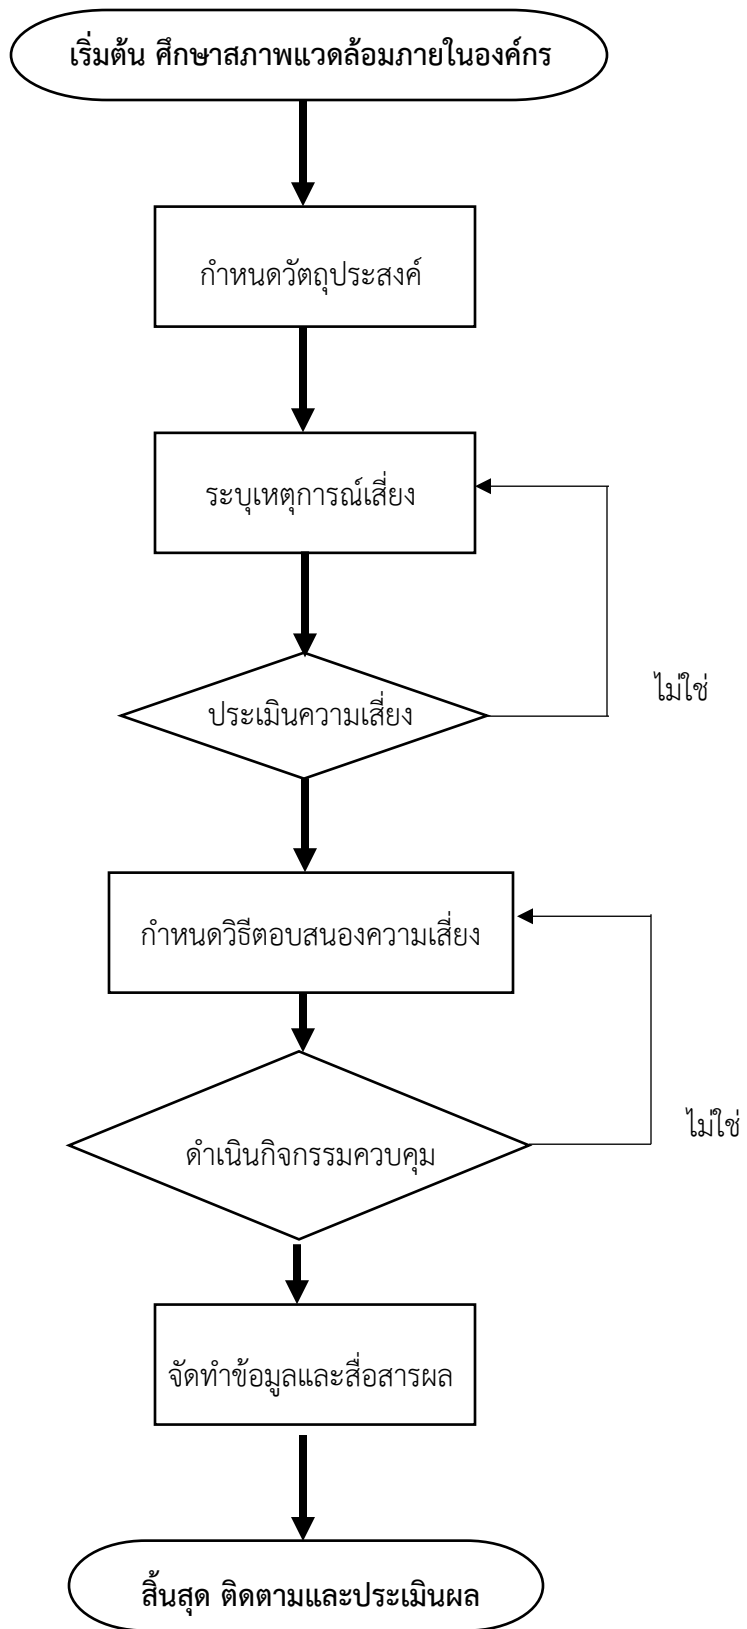 เริ่มต้น ศึกษาสภาพแวดล้อมภายในองค์กร
กำหนดวัตถุประสงค์
ระบุเหตุการณ์เสี่ยง
ไม่ใช่
ประเมินความเสี่ยง
กำหนดวิธีตอบสนองความเสี่ยง
ไม่ใช่
ดำเนินกิจกรรมควบคุม
จัดทำข้อมูลและสื่อสารผล
สิ้นสุด ติดตามและประเมินผล